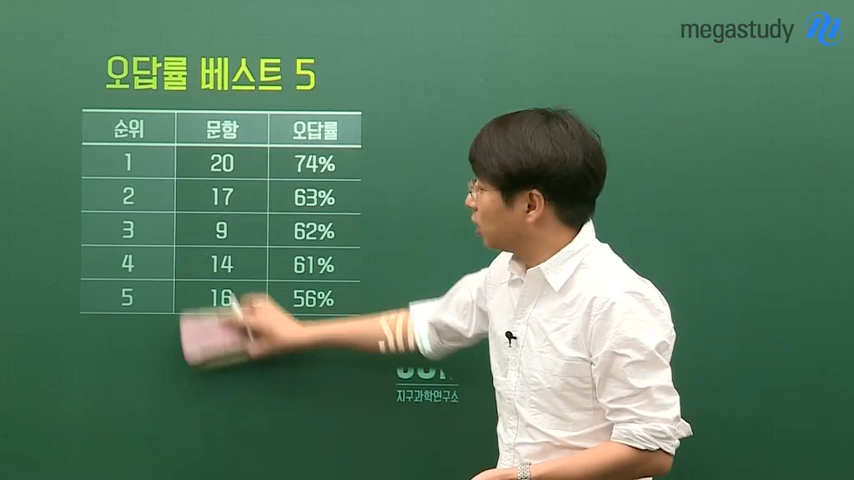 megastudy
오답률 베스트 5
순위 문항 오답률
1 20 74%
2 17 63%
3 9 62%
4 14 61%
5 16 56%
지구과학연구소